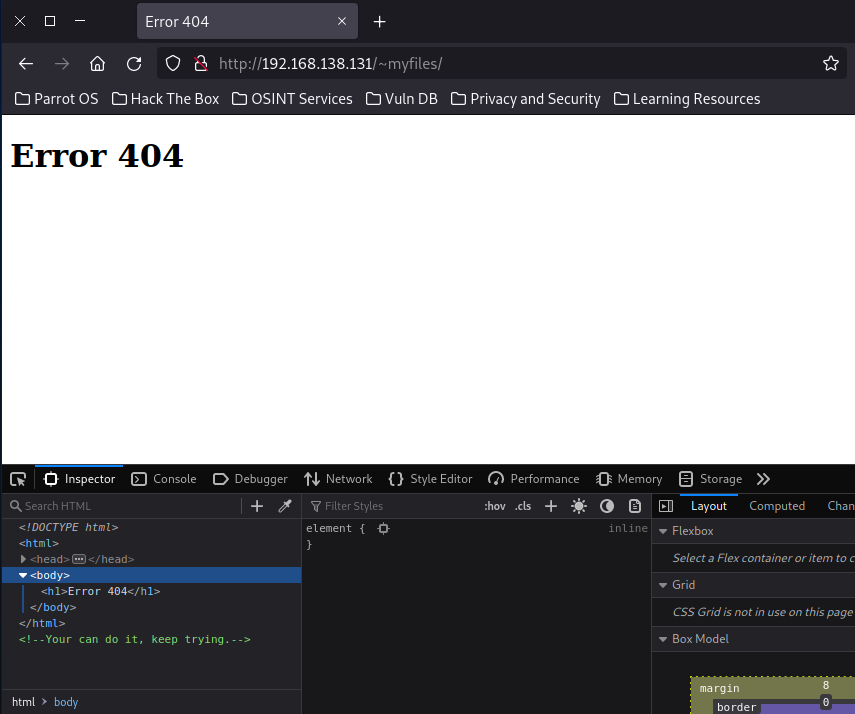 Error 404
http://192.168.138.131/~myfiles/
Parrot OS Hack The Box OSINT Services Vuln DB Privacy and Security Learning Resources
Error 404
Inspector Console Debugger Network Style Editor Performance Memory Storage
Search HTML Filter Styles :hov .cls Layout Computed Chan
<!DOCTYPE html>
<html>
<head></head>
<body>
<h1>Error 404</h1>
</body>
</html>
<!--Your can do it, keep trying.-->
element { inline
}
Flexbox
Select a Flex container or item to c
Grid
CSS Grid is not in use on this page
Box Model
margin 8
border 0
html > body